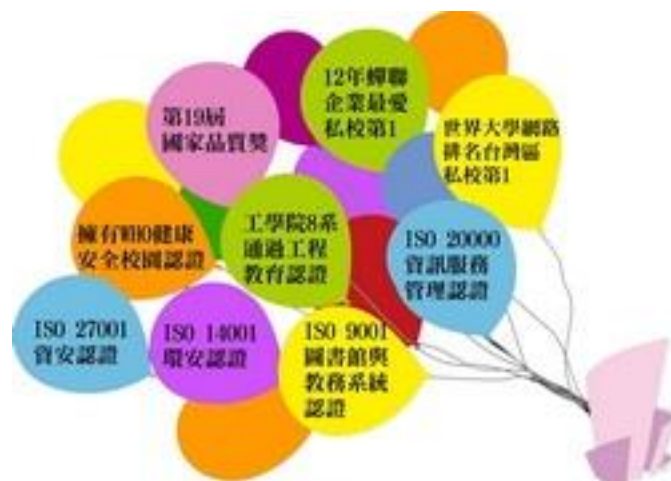 12年蟬聯
企業最愛
私校第1
第19屆
國家品質獎
世界大學網路
排名台灣區
私校第1
擁有WHO健康
安全校園認證
工學院8系
通過工程
教育認證
ISO 20000
資訊服務
管理認證
ISO 27001
資安認證
ISO 14001
環安認證
ISO 9001
圖書館與
教務系統
認證